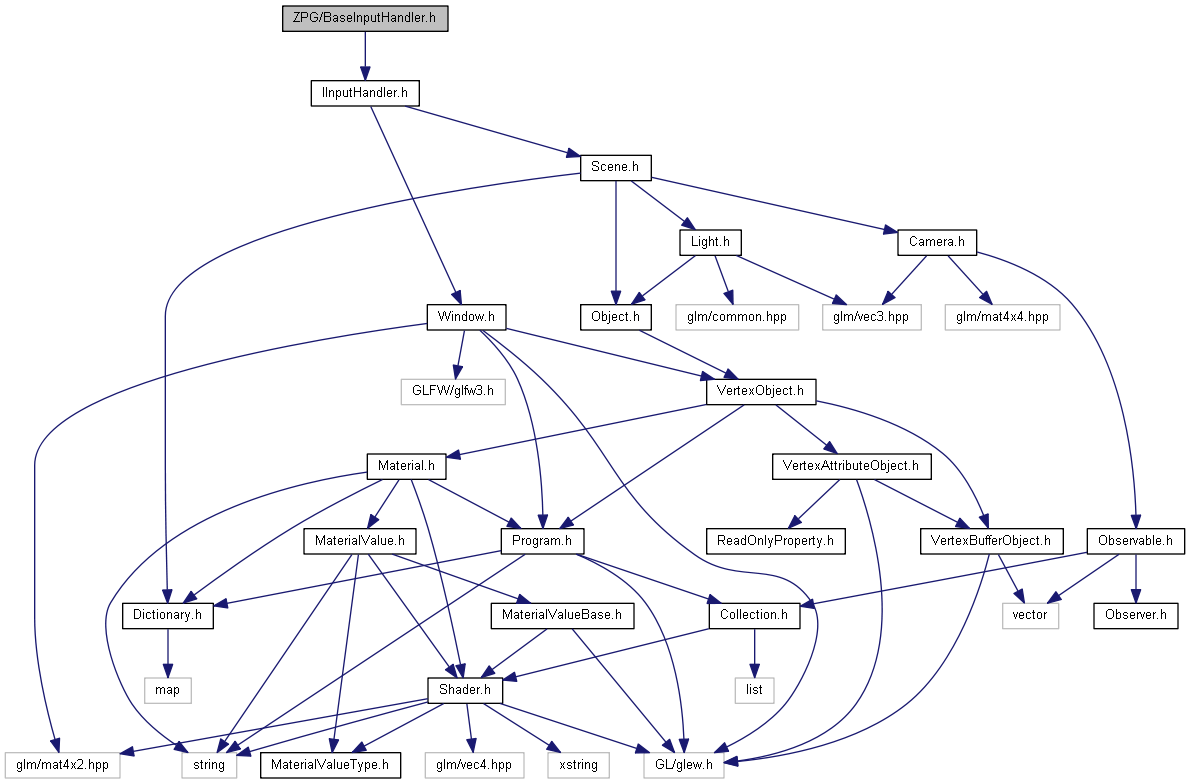 ZPG/BaseInputHandler.h
IInputHandler.h
Scene.h
Light.h
Camera.h
Window.h
Object.h
glm/common.hpp
glm/vec3.hpp
glm/mat4x4.hpp
GLFW/glfw3.h
VertexObject.h
Material.h
VertexAttributeObject.h
MaterialValue.h
Program.h
ReadOnlyProperty.h
VertexBufferObject.h
Observable.h
Dictionary.h
MaterialValueBase.h
Collection.h
vector
Observer.h
map
Shader.h
list
glm/mat4x2.hpp
string
MaterialValueType.h
glm/vec4.hpp
xstring
GL/glew.h